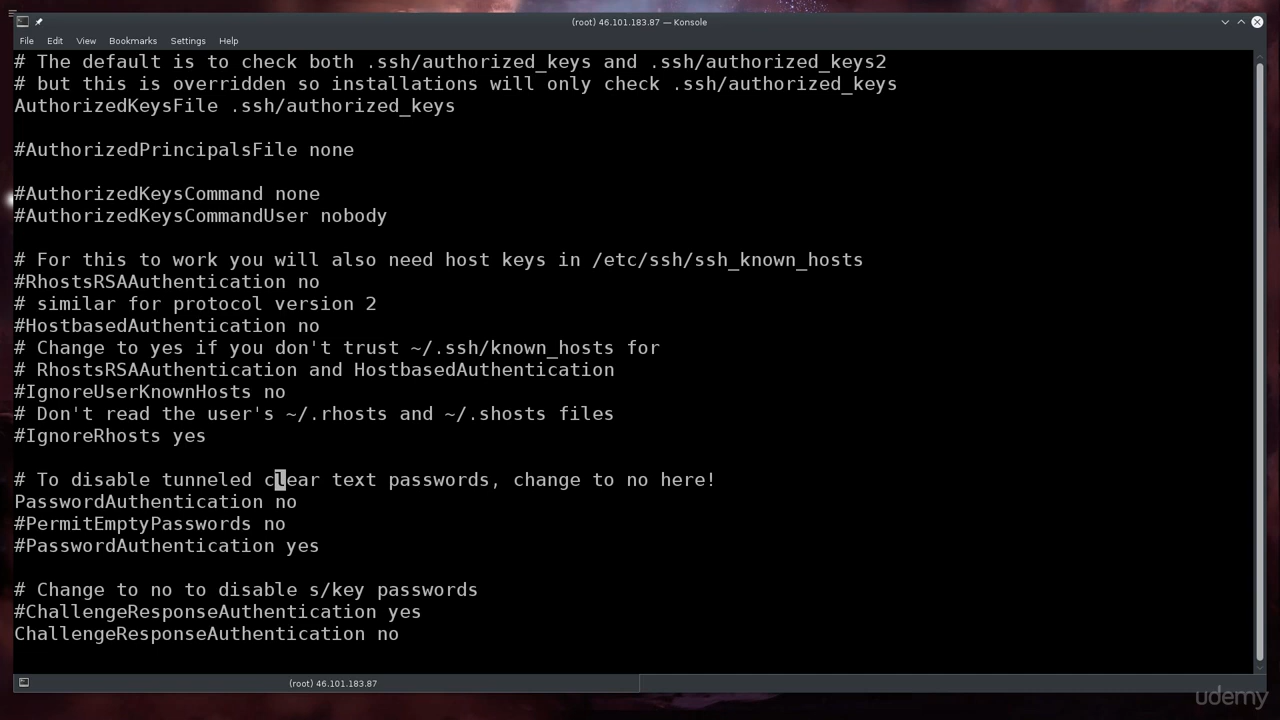 (root) 46.101.183.87 — Konsole
File Edit View Bookmarks Settings Help
# The default is to check both .ssh/authorized_keys and .ssh/authorized_keys2
# but this is overridden so installations will only check .ssh/authorized_keys
AuthorizedKeysFile .ssh/authorized_keys
#AuthorizedPrincipalsFile none
#AuthorizedKeysCommand none
#AuthorizedKeysCommandUser nobody
# For this to work you will also need host keys in /etc/ssh/ssh_known_hosts
#RhostsRSAAuthentication no
# similar for protocol version 2
#HostbasedAuthentication no
# Change to yes if you don't trust ~/.ssh/known_hosts for
# RhostsRSAAuthentication and HostbasedAuthentication
#IgnoreUserKnownHosts no
# Don't read the user's ~/.rhosts and ~/.shosts files
#IgnoreRhosts yes
# To disable tunneled clear text passwords, change to no here!
PasswordAuthentication no
#PermitEmptyPasswords no
#PasswordAuthentication yes
# Change to no to disable s/key passwords
#ChallengeResponseAuthentication yes
ChallengeResponseAuthentication no
(root) 46.101.183.87
udemy